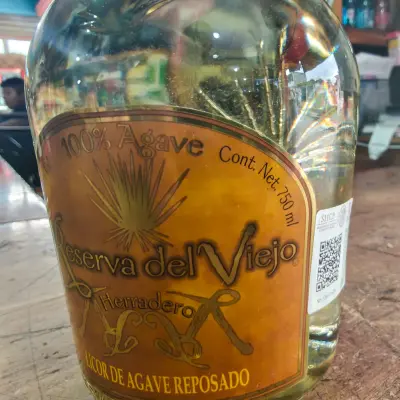 100% Agave
Cont. Net. 750 ml
Reserva del Viejo
Herradero
LICOR DE AGAVE REPOSADO